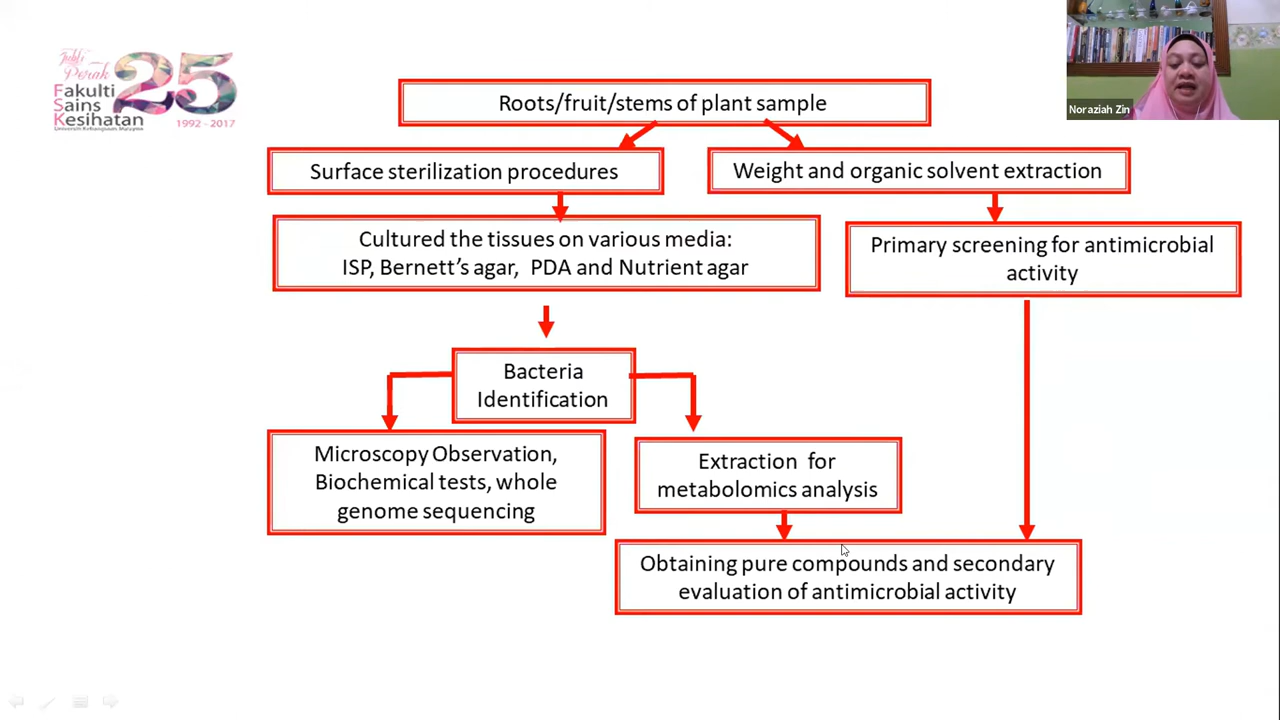 Jubli
Perak
25
Fakulti
Sains
Kesihatan
Universiti Kebangsaan Malaysia
1992 - 2017
Noraziah Zin
Roots/fruit/stems of plant sample
Surface sterilization procedures
Weight and organic solvent extraction
Cultured the tissues on various media:
ISP, Bernett's agar, PDA and Nutrient agar
Primary screening for antimicrobial
activity
Bacteria
Identification
Microscopy Observation,
Biochemical tests, whole
genome sequencing
Extraction for
metabolomics analysis
Obtaining pure compounds and secondary
evaluation of antimicrobial activity